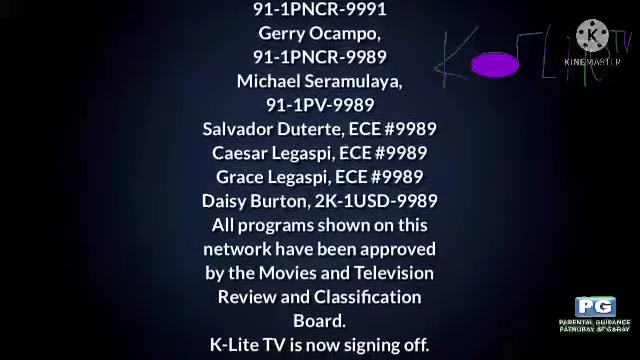 91-1PNCR-9991
Gerry Ocampo,
91-1PNCR-9989
Michael Seramulaya,
91-1PV-9989
Salvador Duterte, ECE #9989
Caesar Legaspi, ECE #9989
Grace Legaspi, ECE #9989
Daisy Burton, 2K-1USD-9989
All programs shown on this
network have been approved
by the Movies and Television
Review and Classification
Board.
K-Lite TV is now signing off.
K
KINEMASTER
TV
PG
PARENTAL GUIDANCE
PATNUBAY AT GABAY